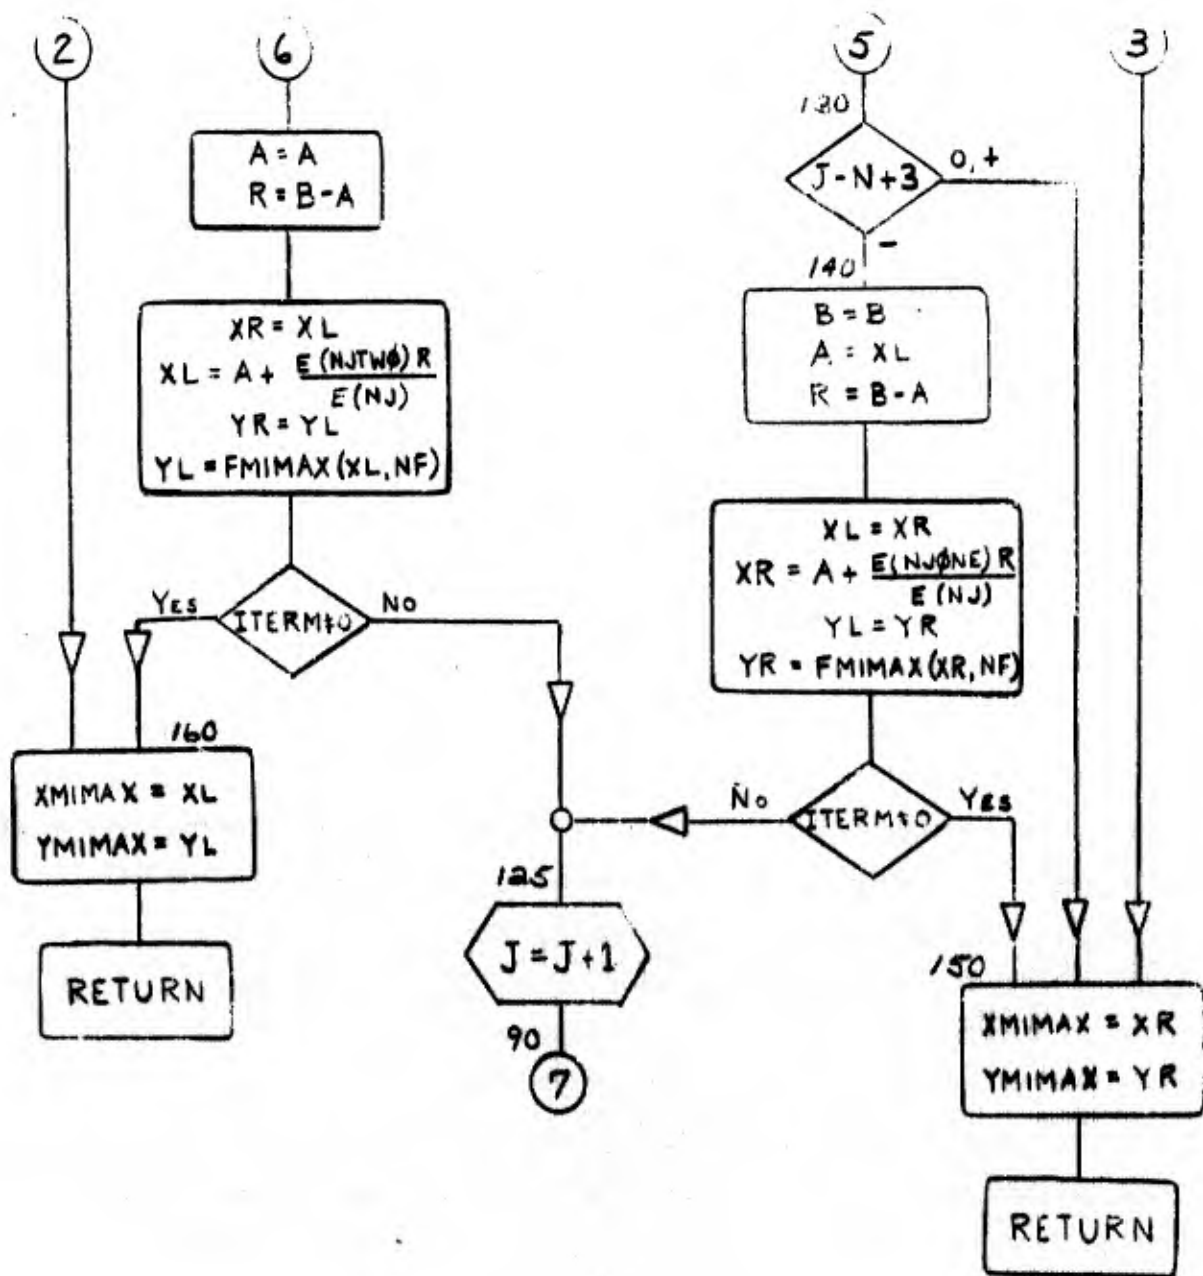 2
6
A = A
R = B - A
XR = XL
XL = A + E(NJTWØ)R / E(NJ)
YR = YL
YL = FMIMAX(XL, NF)
YES
ITERM≠0
NO
160
XMIMAX = XL
YMIMAX = YL
RETURN
5
130
J-N+3
0,+
-
140
B = B
A = XL
R = B-A
XL = XR
XR = A + E(NJØNE)R / E(NJ)
YL = YR
YR = FMIMAX(XR, NF)
No
ITERM≠0
YES
125
J = J+1
90
7
3
150
XMIMAX = XR
YMIMAX = YR
RETURN